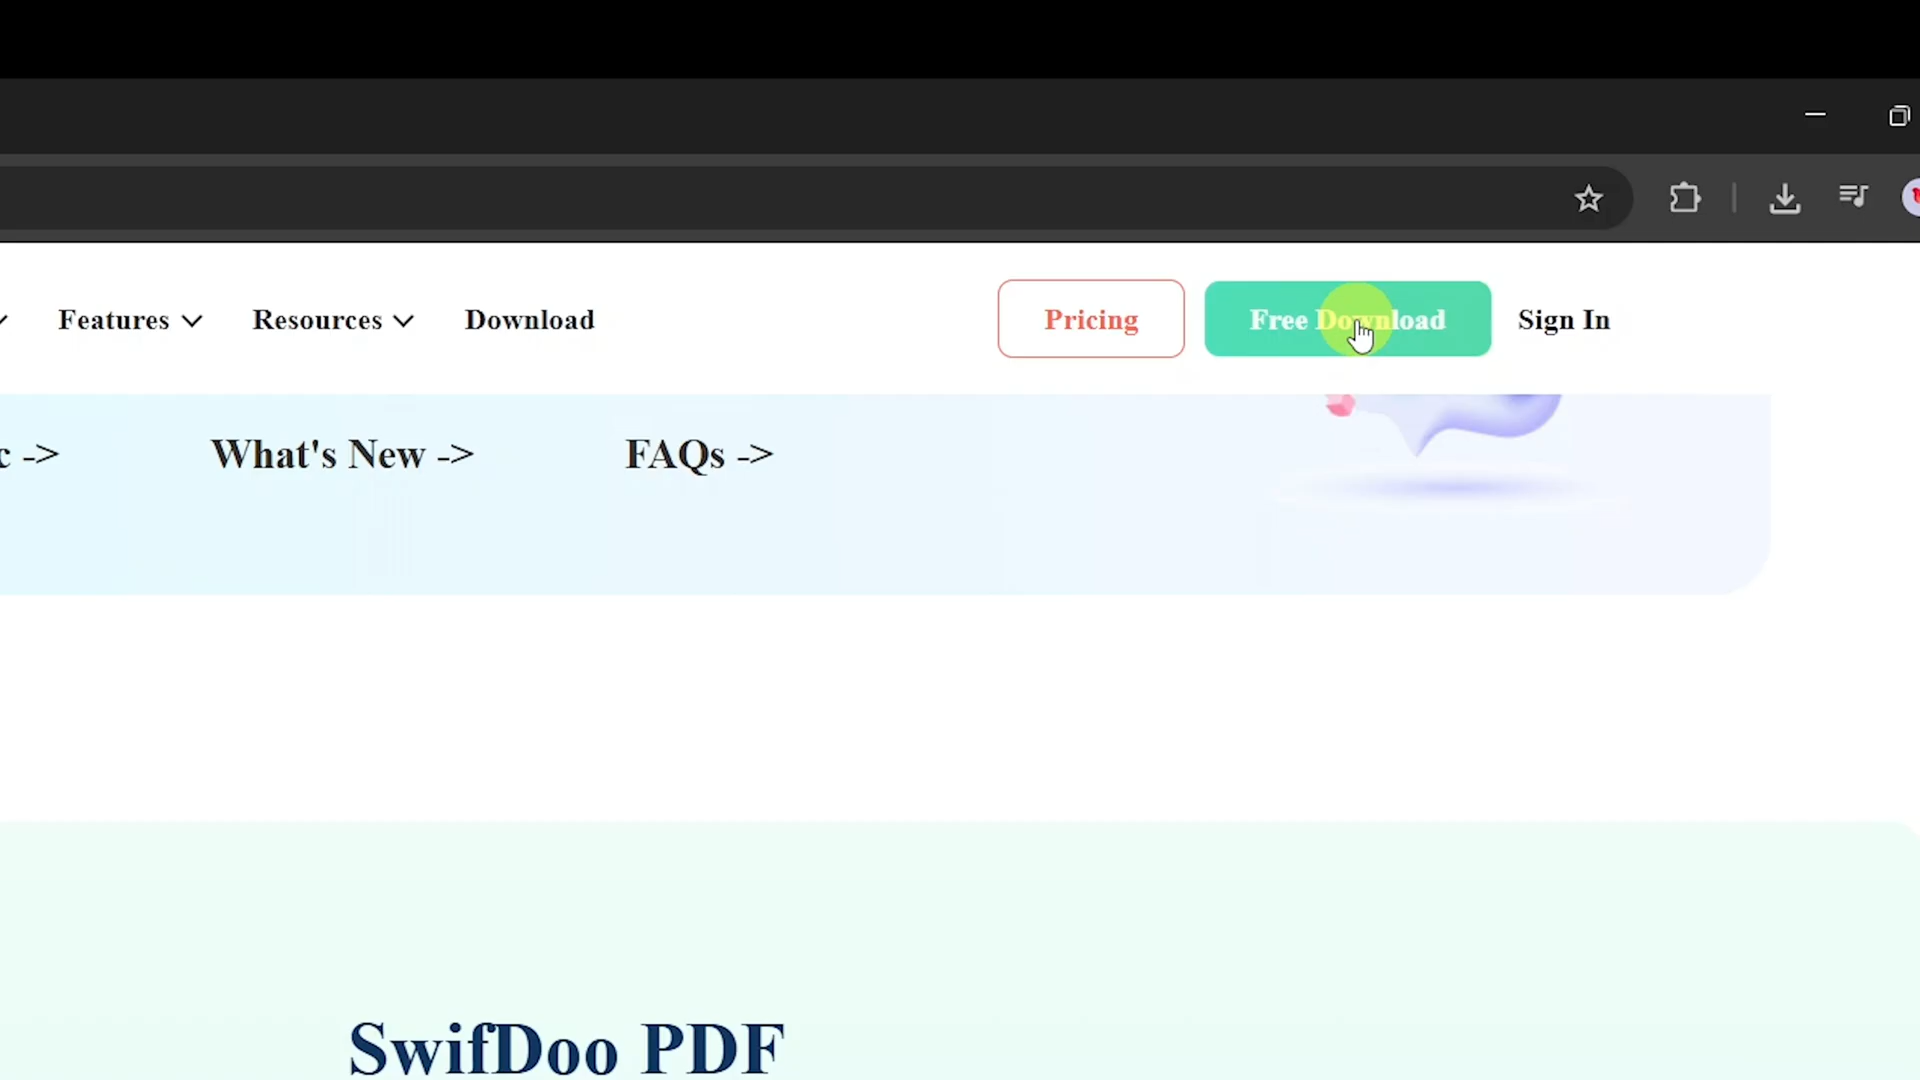 Features
Resources
Download
Pricing
Free Download
Sign In
->
What's New ->
FAQs ->
SwifDoo PDF